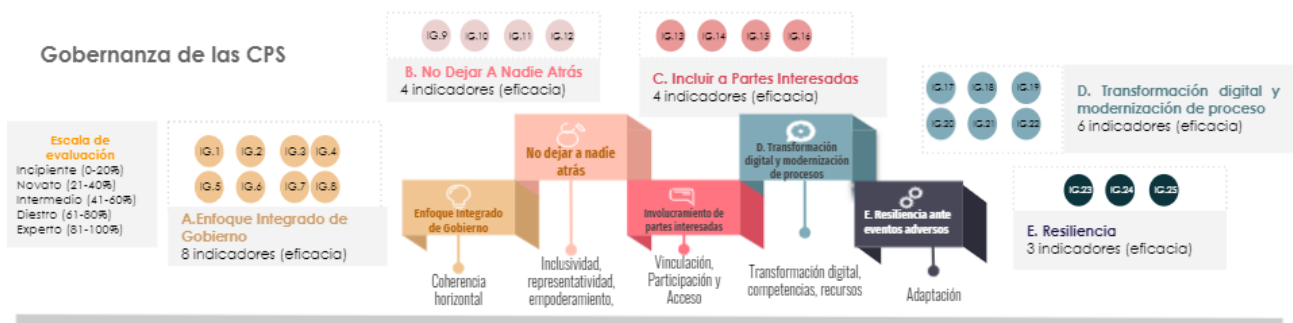 Gobernanza de las CPS
Escala de
evaluación
Incipiente (0-20%)
Novato (21-40%)
Intermedio (41-60%)
Diestro (61-80%)
Experto (81-100%)
IG.1 IG.2 IG.3 IG.4
IG.5 IG.6 IG.7 IG.8
A.Enfoque Integrado de
Gobierno
8 indicadores (eficacia)
IG.9 IG.10 IG.11 IG.12
B. No Dejar A Nadie Atrás
4 indicadores (eficacia)
IG.13 IG.14 IG.15 IG.16
C. Incluir a Partes Interesadas
4 indicadores (eficacia)
IG.17 IG.18 IG.19
IG.20 IG.21 IG.22
D. Transformación digital y
modernización de proceso
6 indicadores (eficacia)
IG.23 IG.24 IG.25
E. Resiliencia
3 indicadores (eficacia)
Enfoque Integrado
de Gobierno
Coherencia
horizontal
No dejar a nadie
atrás
Inclusividad,
representatividad,
empoderamiento,
Involucramiento de
partes interesadas
Vinculación,
Participación y
Acceso
D. Transformación
digital y modernización
de procesos
Transformación digital,
competencias, recursos
E. Resiliencia ante
eventos adversos
Adaptación